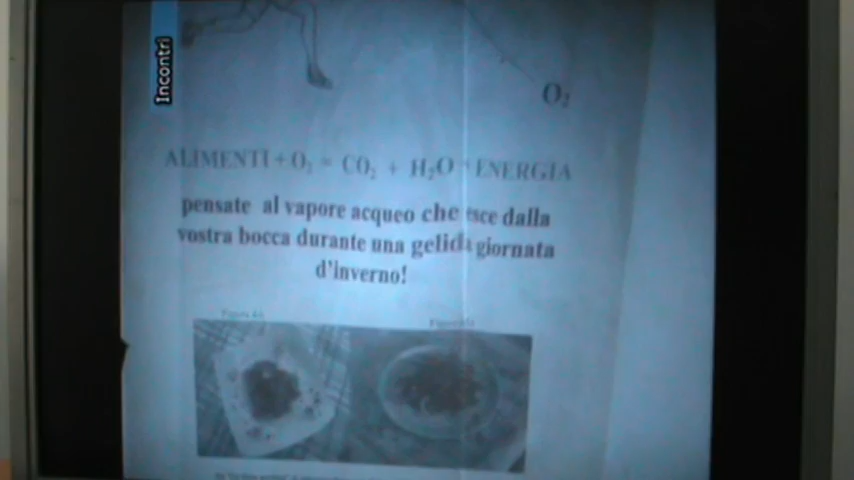 Incontri
O₂
ALIMENTI + O₂ = CO₂ + H₂O + ENERGIA
pensate al vapore acqueo che esce dalla
vostra bocca durante una gelida giornata
d'inverno!